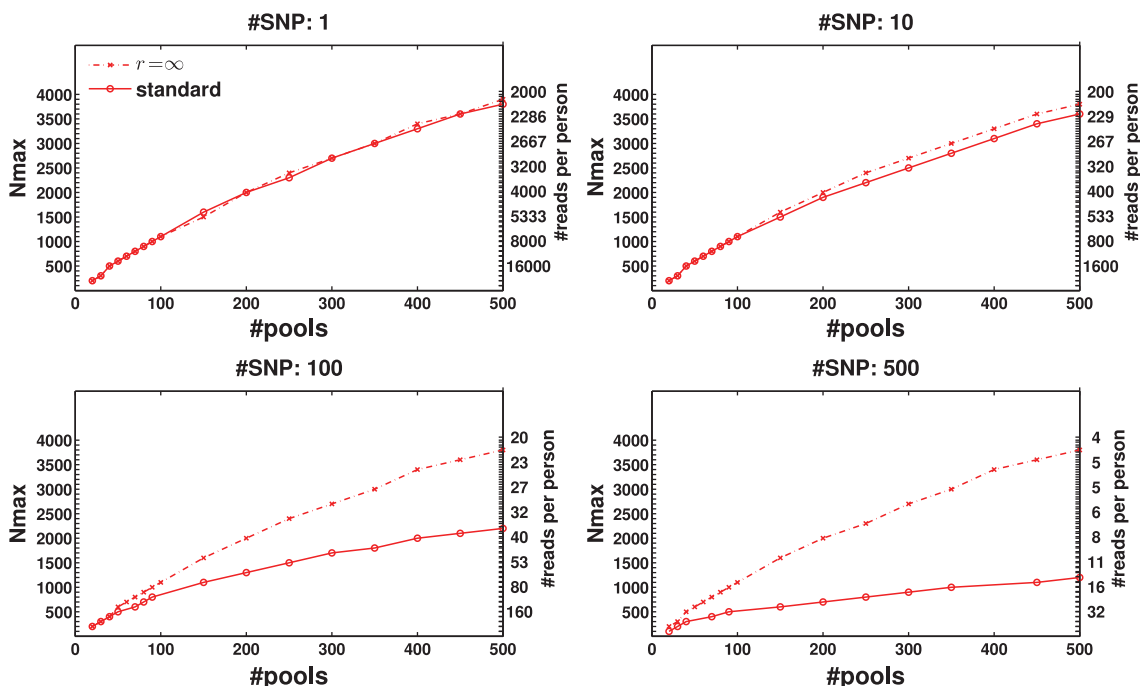 #SNP: 1
r=∞
standard
4000
3500
3000
2500
2000
1500
1000
500
Nmax
2000
2286
2667
3200
4000
5333
8000
16000
#reads per person
0 100 200 300 400 500
#pools
#SNP: 10
4000
3500
3000
2500
2000
1500
1000
500
Nmax
200
229
267
320
400
533
800
1600
#reads per person
0 100 200 300 400 500
#pools
#SNP: 100
4000
3500
3000
2500
2000
1500
1000
500
Nmax
20
23
27
32
40
53
80
160
#reads per person
0 100 200 300 400 500
#pools
#SNP: 500
4000
3500
3000
2500
2000
1500
1000
500
Nmax
4
5
5
6
8
11
16
32
#reads per person
0 100 200 300 400 500
#pools